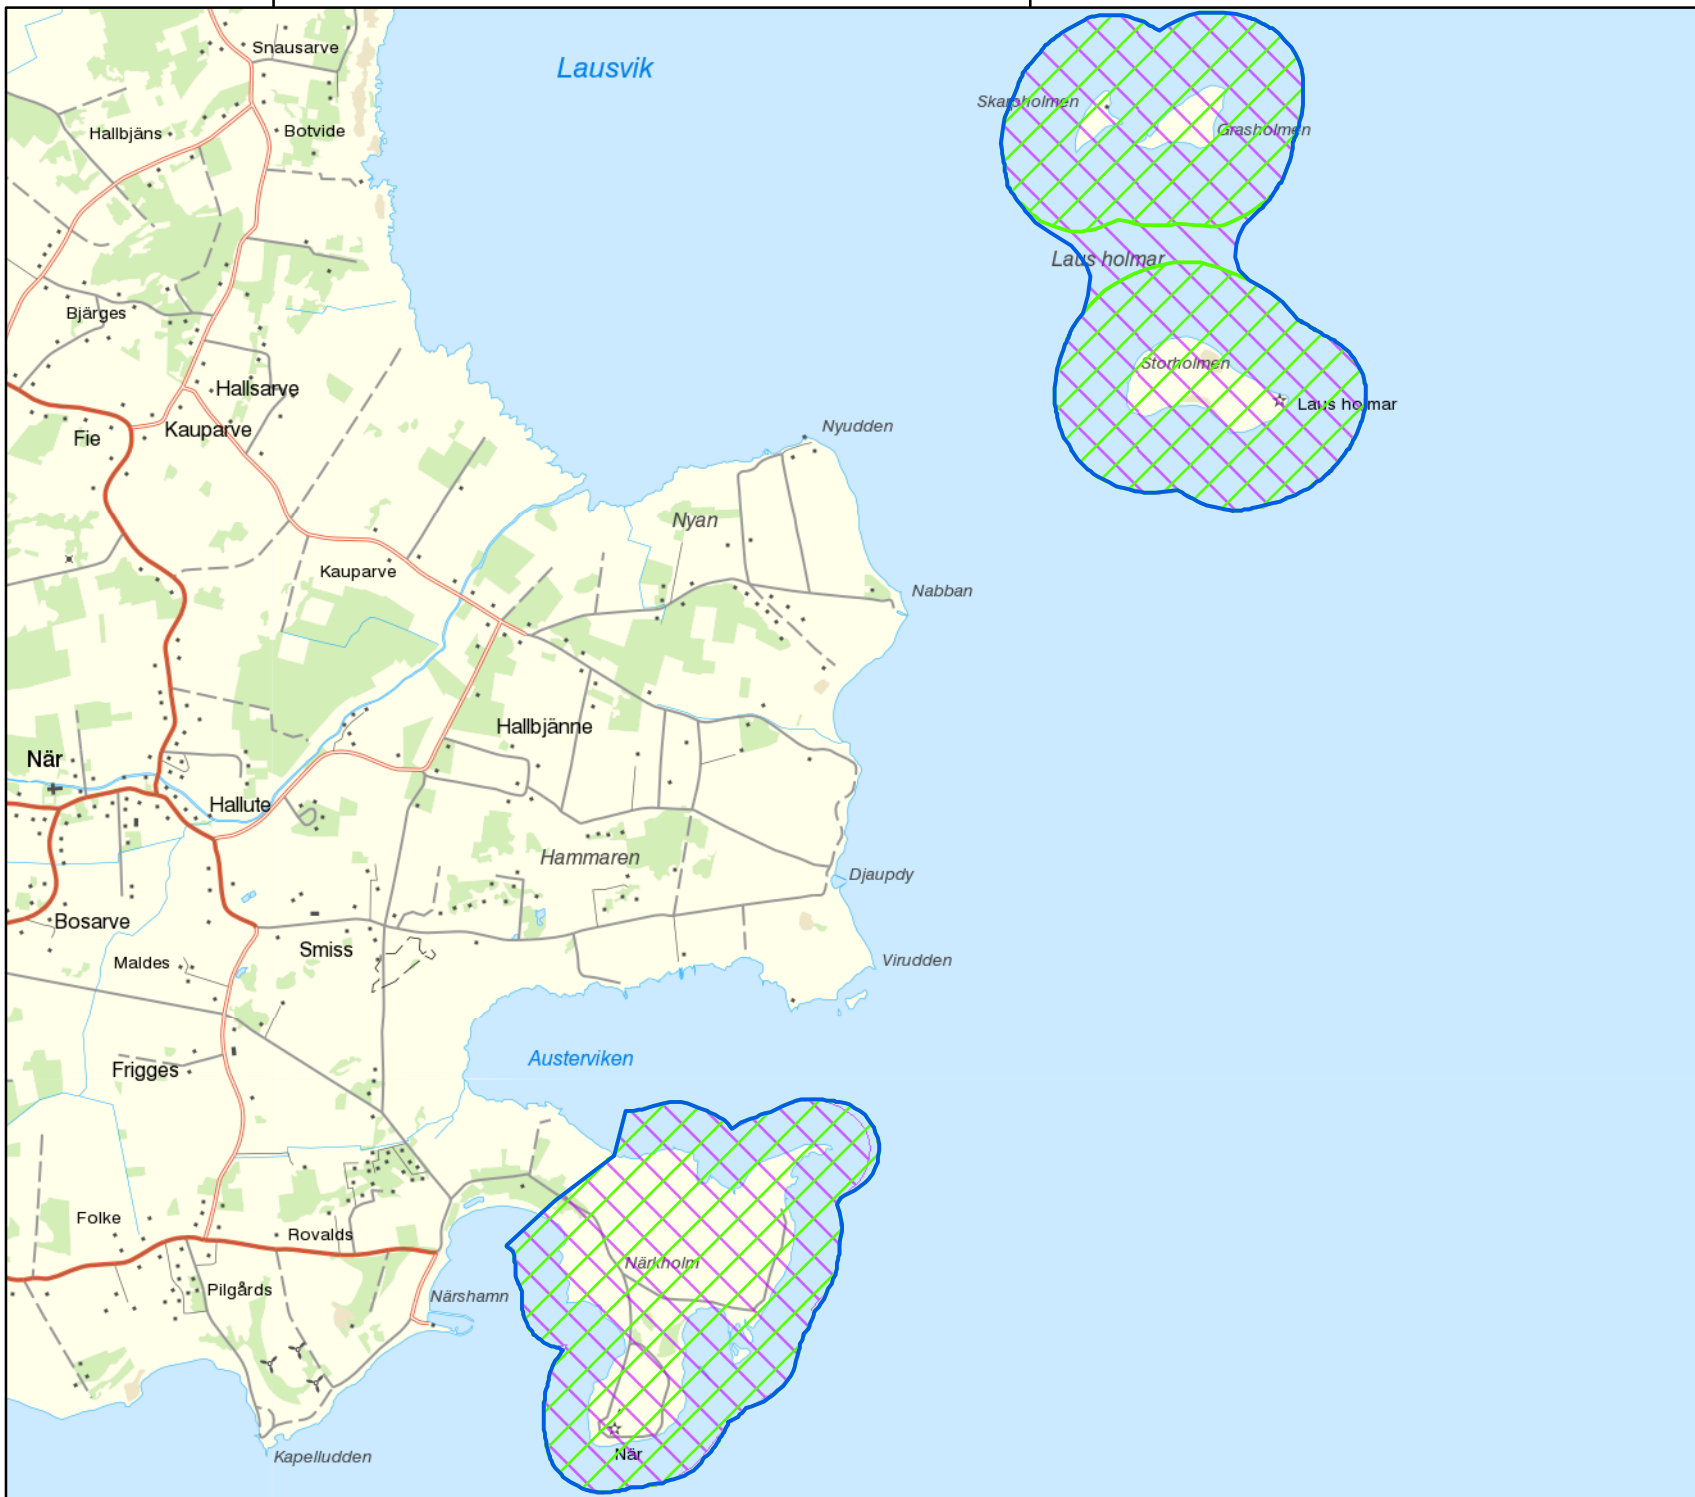 Snausarve
Lausvik
Skarpholmen
Hallbjäns
Botvide
Grasholmen
Laus holmar
Bjärges
Storholmen
Hallsarve
Laus holmar
Fie
Kauparve
Nyudden
Nyan
Kauparve
Nabban
Hallbjänne
När
Hallute
Hammaren
Djaupdy
Bosarve
Smiss
Maldes
Virudden
Austerviken
Frigges
Folke
Rovalds
Närkholm
Pilgårds
Närshamn
När
Kapelludden